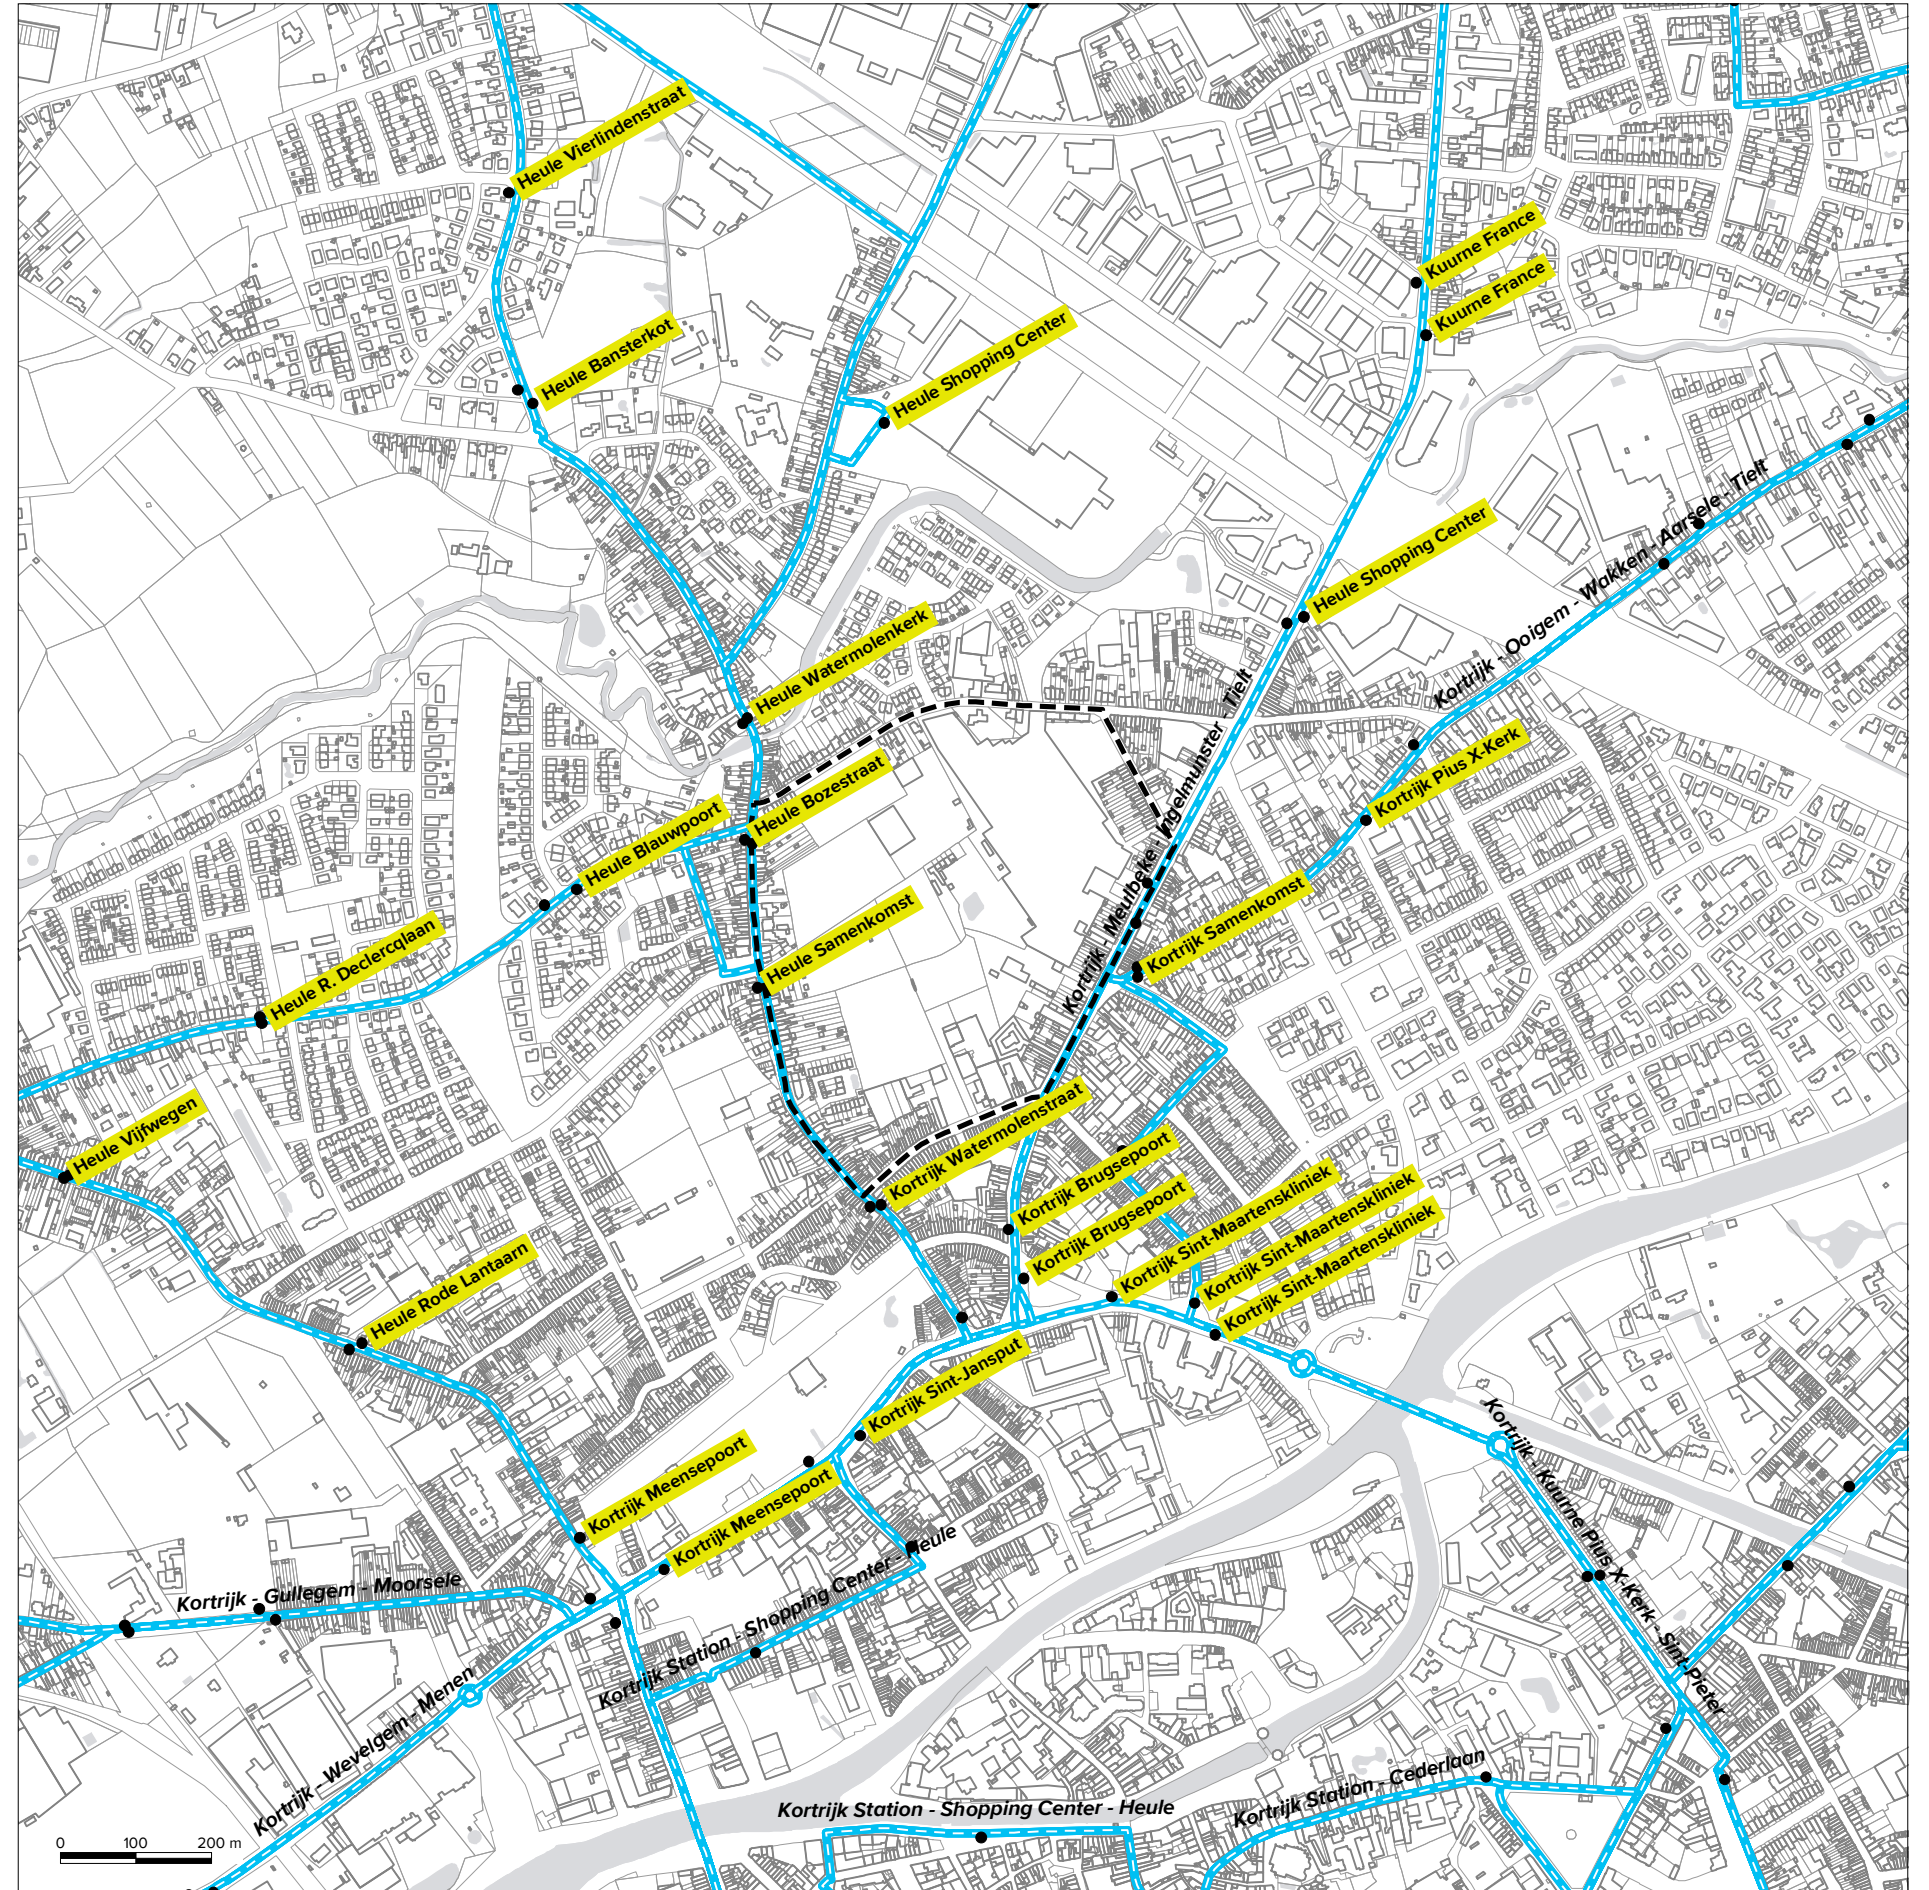 Heule Vierlindenstraat
Kuurne France
Kuurne France
Heule Bansterkot
Heule Shopping Center
Kortrijk - Ooigem - Wakken - Aarsele - Tielt
Heule Shopping Center
Heule Watermolenkerk
Kortrijk - Meulbeke - Ingelmunster - Tielt
Kortrijk Pius X-Kerk
Heule Bozestraat
Heule Blauwpoort
Kortrijk Samenkomst
Heule Samenkomst
Heule R. Declercqlaan
Heule Vijfwegen
Kortrijk Watermolenstraat
Kortrijk Brugsepoort
Kortrijk Brugsepoort
Kortrijk Sint-Maartenskliniek
Kortrijk Sint-Maartenskliniek
Kortrijk Sint-Maartenskliniek
Heule Rode Lantaarn
Kortrijk Sint-Jansput
Kortrijk Meensepoort
Kortrijk Meensepoort
Kortrijk - Kuurne Pius X-Kerk - Sint-Pieter
Kortrijk - Gullegem - Moorsele
Kortrijk Station - Shopping Center - Heule
Kortrijk - Wevelgem - Menen
Kortrijk Station - Cederlaan
Kortrijk Station - Shopping Center - Heule
0 100 200 m